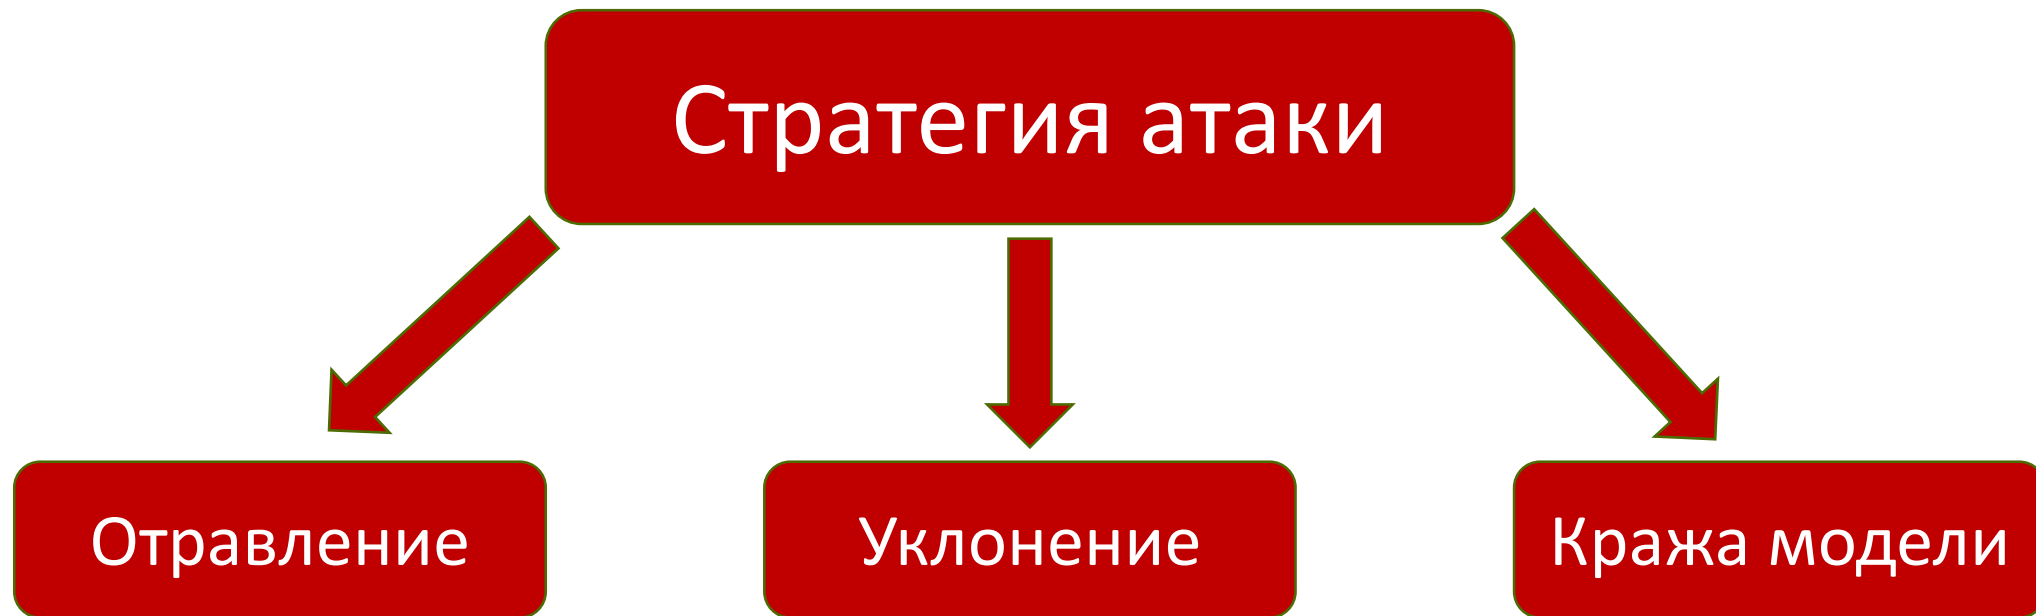 Стратегия атаки
Отравление
Уклонение
Кража модели